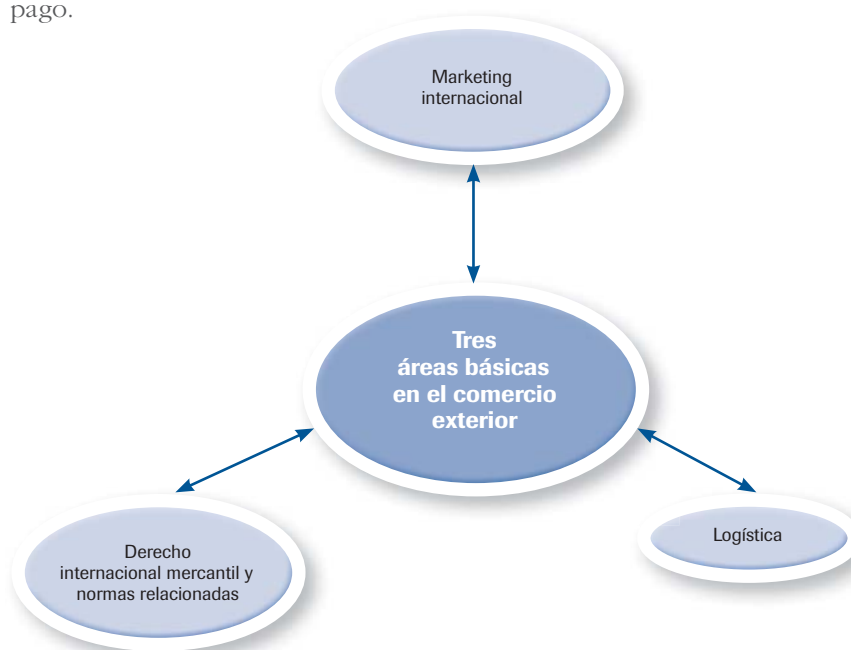 pago.
Marketing
internacional
Tres
áreas básicas
en el comercio
exterior
Derecho
internacional mercantil y
normas relacionadas
Logística